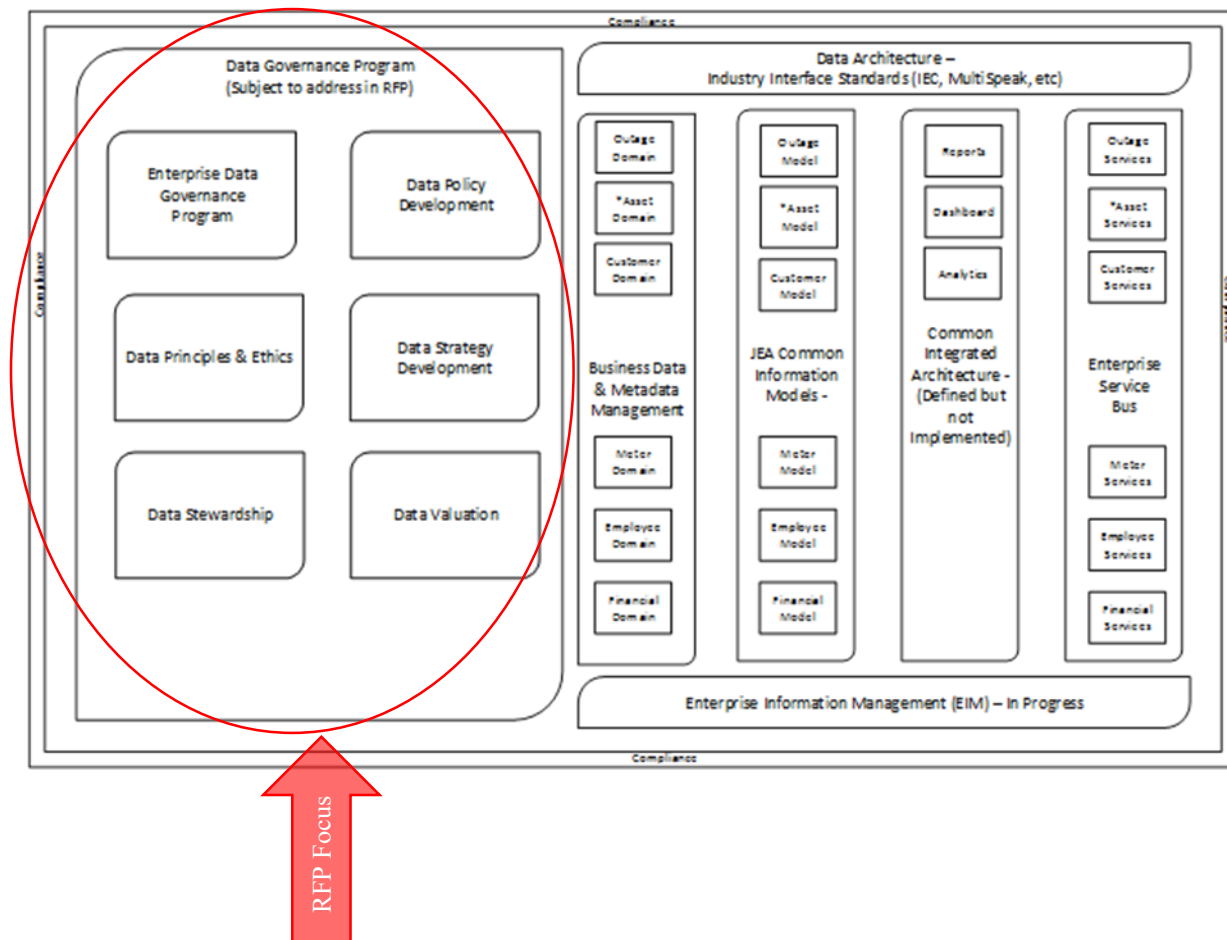 Compliance
Data Governance Program
(Subject to address in RFP)
Enterprise Data
Governance
Program
Data Policy
Development
Data Principles & Ethics
Data Strategy
Development
Data Stewardship
Data Valuation
Compliance
Data Architecture –
Industry Interface Standards (IEC, MultiSpeak, etc)
Outage
Domain
*Asset
Domain
Customer
Domain
Business Data
& Metadata
Management
Meter
Domain
Employee
Domain
Financial
Domain
Outage
Model
*Asset
Model
Customer
Model
JEA Common
Information
Models -
Meter
Model
Employee
Model
Financial
Model
Reports
Dashboard
Analytics
Common
Integrated
Architecture -
(Defined but
not
Implemented)
Outage
Services
*Asset
Services
Customer
Services
Enterprise
Service
Bus
Meter
Services
Employee
Services
Financial
Services
Enterprise Information Management (EIM) – In Progress
Compliance
RFP Focus